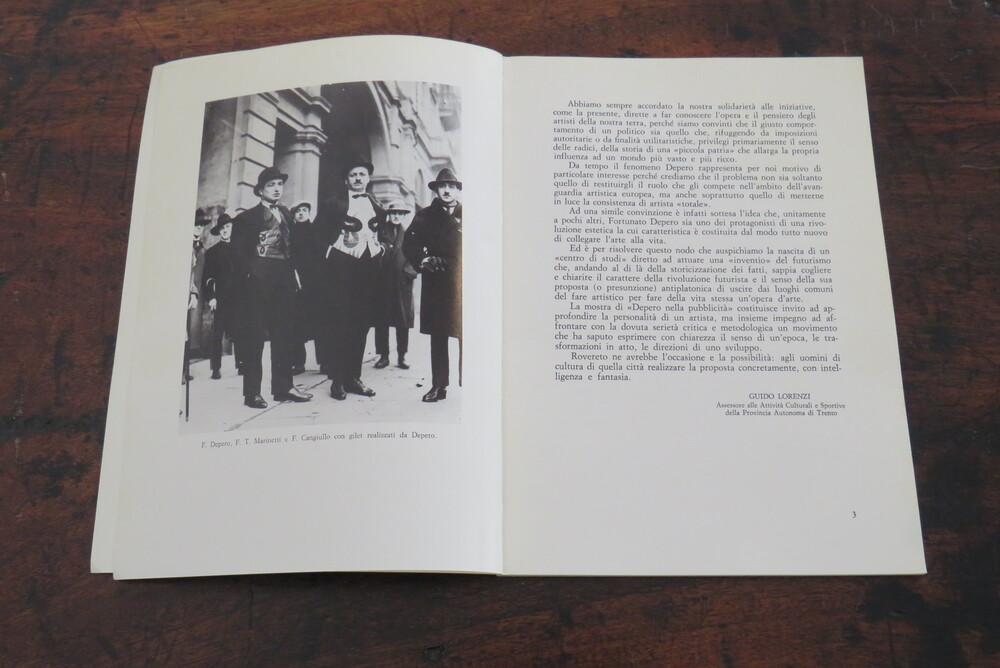 F. Depero, F. T. Marinetti e F. Cangiullo con gilet realizzati da Depero.
Abbiamo sempre accordato la nostra solidarietà alle iniziative,
come la presente, dirette a far conoscere l'opera e il pensiero degli
artisti della nostra terra, perché siamo convinti che il giusto compor-
tamento di un politico sia quello che, rifuggendo da imposizioni
autoritarie o da finalità utilitaristiche, privilegi primariamente il senso
delle radici, della storia di una «piccola patria» che allarga la propria
influenza ad un mondo più vasto e più ricco.
Da tempo il fenomeno Depero rappresenta per noi motivo di
particolare interesse perché crediamo che il problema non sia soltanto
quello di restituirgli il ruolo che gli compete nell'ambito dell'avan-
guardia artistica europea, ma anche soprattutto quello di metterne
in luce la consistenza di artista «totale».
Ad una simile convinzione è infatti sottesa l'idea che, unitamente
a pochi altri, Fortunato Depero sia uno dei protagonisti di una rivo-
luzione estetica la cui caratteristica è costituita dal modo tutto nuovo
di collegare l'arte alla vita.
Ed è per risolvere questo nodo che auspichiamo la nascita di un
«centro di studi» diretto ad attuare una «inventio» del futurismo
che, andando al di là della storicizzazione dei fatti, sappia cogliere
e chiarire il carattere della rivoluzione futurista e il senso della sua
proposta (o presunzione) antiplatonica di uscire dai luoghi comuni
del fare artistico per fare della vita stessa un'opera d'arte.
La mostra di «Depero nella pubblicità» costituisce invito ad ap-
profondire la personalità di un artista, ma insieme impegno ad af-
frontare con la dovuta serietà critica e metodologica un movimento
che ha saputo esprimere con chiarezza il senso di un'epoca, le tra-
sformazioni in atto, le direzioni di uno sviluppo.
Rovereto ne avrebbe l'occasione e la possibilità: agli uomini di
cultura di quella città realizzare la proposta concretamente, con intel-
ligenza e fantasia.
GUIDO LORENZI
Assessore alle Attività Culturali e Sportive
della Provincia Autonoma di Trento
3